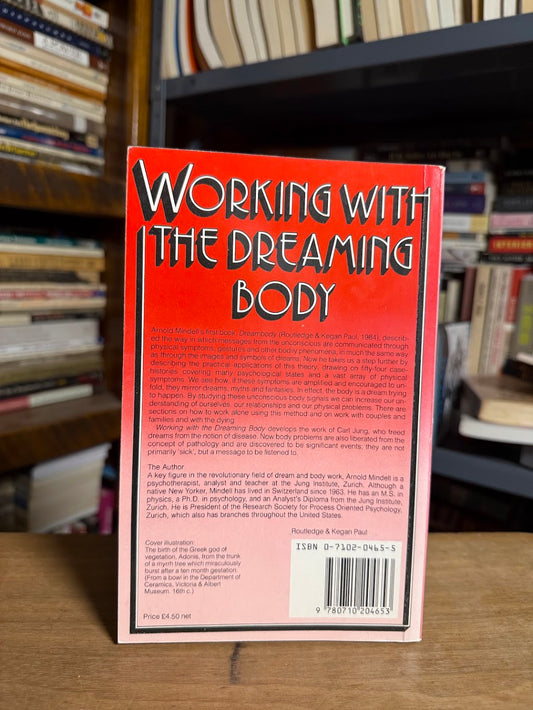 WORKING WITH
THE DREAMING
BODY
Arnold Mindell's first book, Dreambody (Routledge & Kegan Paul, 1984), describ-
ed the way in which messages from the unconscious are communicated through
physical symptoms, gestures and other bodily phenomena, in much the same way
as through the images and symbols of dreams. Now he takes us a step further by
describing the practical applications of this theory, drawing on fifty-four case-
histories covering many psychological states and a vast array of physical
symptoms. We see how, if these symptoms are amplified and encouraged to un-
fold, they mirror dreams, myths and fantasies. In effect, the body is a dream trying
to happen. By studying these unconscious body signals we can increase our un-
derstanding of ourselves, our relationships and our physical problems. There are
sections on how to work alone using this method and on work with couples and
families and with the dying.
Working with the Dreaming Body develops the work of Carl Jung, who freed
dreams from the notion of disease. Now body problems are also liberated from the
concept of pathology and are discovered to be significant events; they are not
primarily 'sick', but a message to be listened to.
The Author
A key figure in the revolutionary field of dream and body work, Arnold Mindell is a
psychotherapist, analyst and teacher at the Jung Institute, Zurich. Although a
native New Yorker, Mindell has lived in Switzerland since 1963. He has an M.S. in
physics, a Ph.D. in psychology, and an Analyst's Diploma from the Jung Institute,
Zurich. He is President of the Research Society for Process Oriented Psychology,
Zurich, which also has branches throughout the United States.
Routledge & Kegan Paul
Cover illustration:
The birth of the Greek god of
vegetation, Adonis, from the trunk
of a myrrh tree which miraculously
burst after a ten month gestation.
(From a bowl in the Department of
Ceramics, Victoria & Albert
Museum. 16th c.)
Price £4.50 net
ISBN 0-7102-0465-5
9 780710 204653